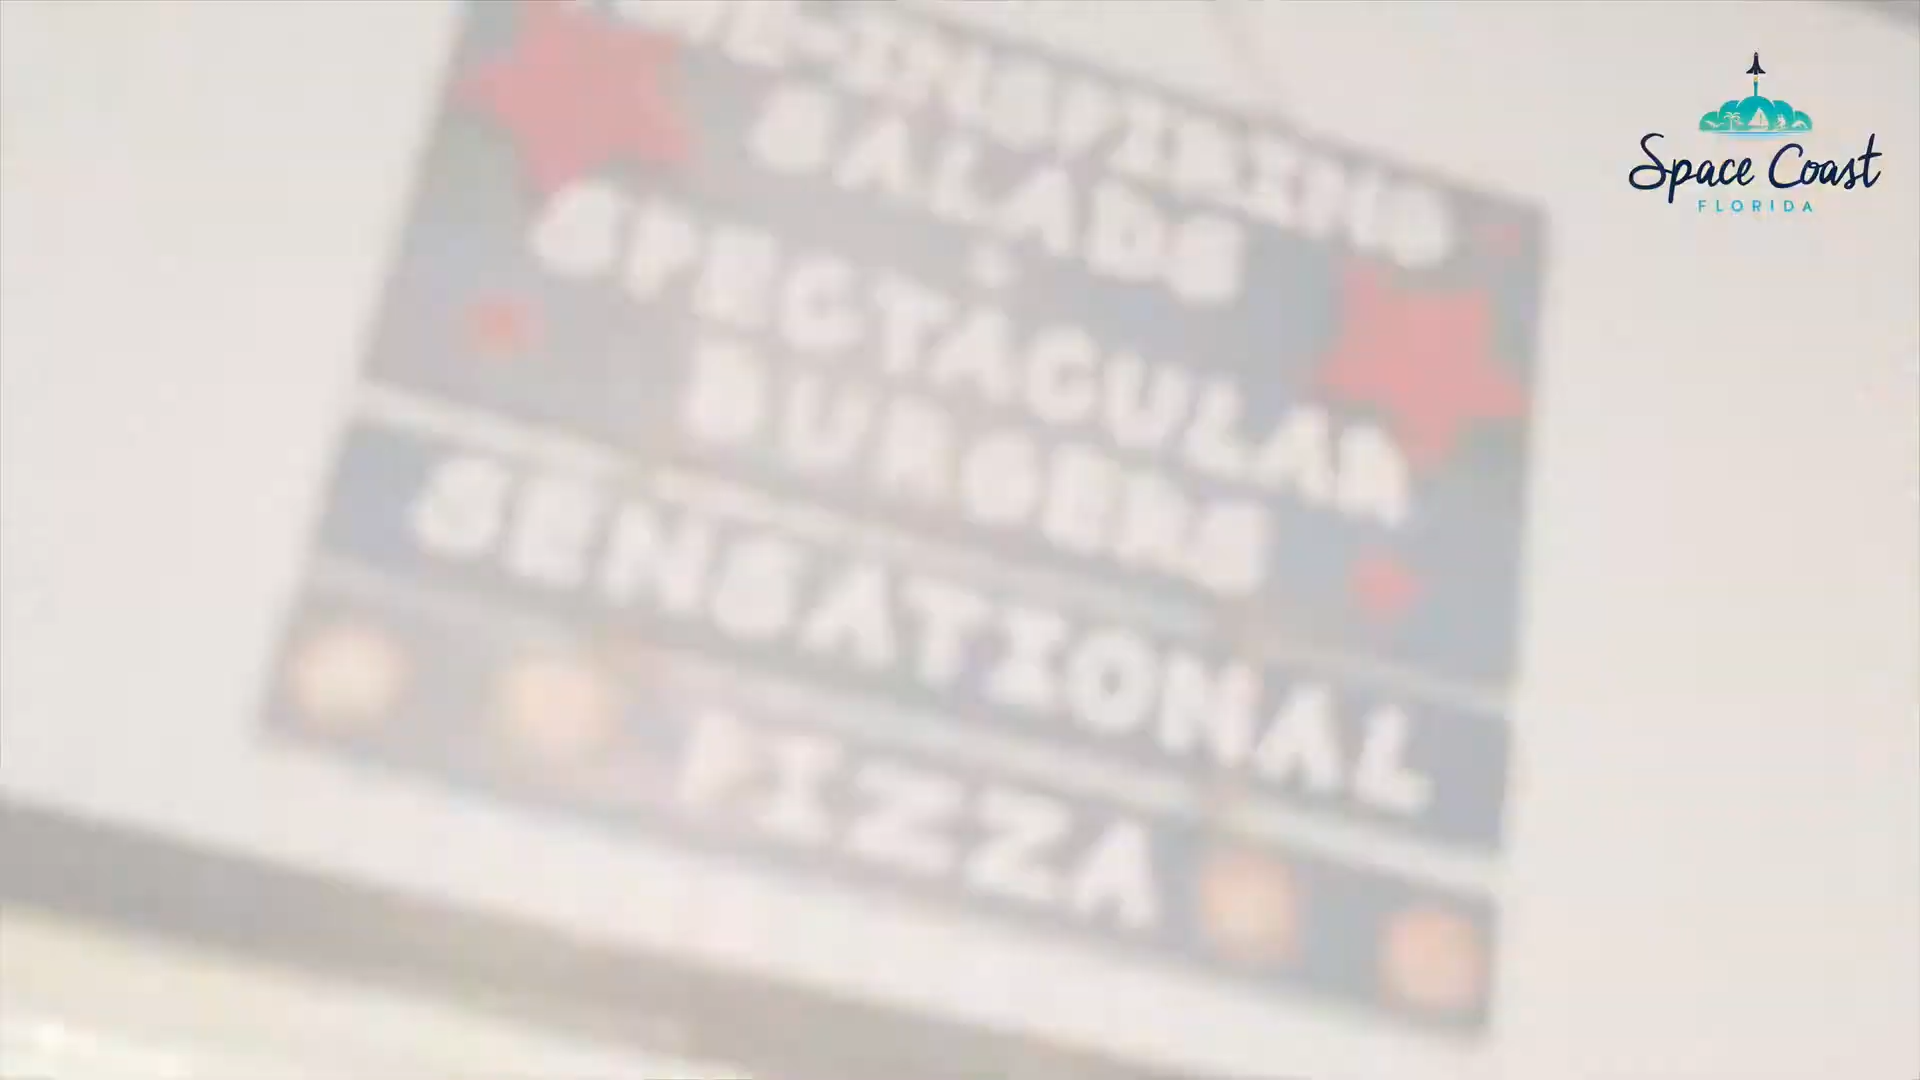 SALADS
SPECTACULAR
BURGERS
SENSATIONAL
PIZZA
Space Coast
FLORIDA